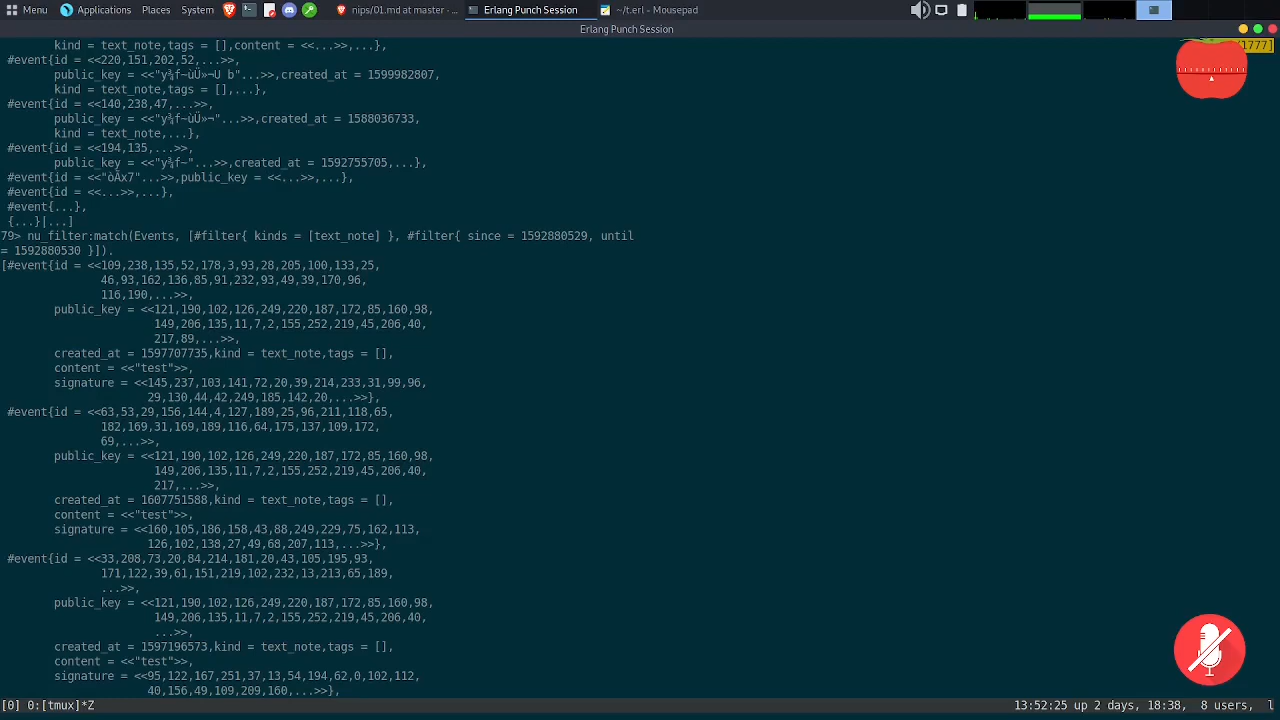 Menu Applications Places System nips/01.md at master - ... Erlang Punch Session ~/t.erl - Mousepad
Erlang Punch Session
1777]
kind = text_note,tags = [],content = <<...>>,...},
#event{id = <<220,151,202,52,...>>,
public_key = <<"y¾f~ùÜ»¬U b"...>>,created_at = 1599982807,
kind = text_note,tags = [],...},
#event{id = <<140,238,47,...>>,
public_key = <<"y¾f~ùÜ»¬"...>>,created_at = 1588036733,
kind = text_note,...},
#event{id = <<194,135,...>>,
public_key = <<"y¾f~"...>>,created_at = 1592755705,...},
#event{id = <<"òÃx7"...>>,public_key = <<...>>,...},
#event{id = <<...>>,...},
#event{...},
{...}|...]
79> nu_filter:match(Events, [#filter{ kinds = [text_note] }, #filter{ since = 1592880529, until
= 1592880530 }]).
[#event{id = <<109,238,135,52,178,3,93,28,205,100,133,25,
46,93,162,136,85,91,232,93,49,39,170,96,
116,190,...>>,
public_key = <<121,190,102,126,249,220,187,172,85,160,98,
149,206,135,11,7,2,155,252,219,45,206,40,
217,89,...>>,
created_at = 1597707735,kind = text_note,tags = [],
content = <<"test">>,
signature = <<145,237,103,141,72,20,39,214,233,31,99,96,
29,130,44,42,249,185,142,20,...>>},
#event{id = <<63,53,29,156,144,4,127,189,25,96,211,118,65,
182,169,31,169,189,116,64,175,137,109,172,
69,...>>,
public_key = <<121,190,102,126,249,220,187,172,85,160,98,
149,206,135,11,7,2,155,252,219,45,206,40,
217,...>>,
created_at = 1607751588,kind = text_note,tags = [],
content = <<"test">>,
signature = <<160,105,186,158,43,88,249,229,75,162,113,
126,102,138,27,49,68,207,113,...>>},
#event{id = <<33,208,73,20,84,214,181,20,43,105,195,93,
171,122,39,61,151,219,102,232,13,213,65,189,
...>>,
public_key = <<121,190,102,126,249,220,187,172,85,160,98,
149,206,135,11,7,2,155,252,219,45,206,40,
...>>,
created_at = 1597196573,kind = text_note,tags = [],
content = <<"test">>,
signature = <<95,122,167,251,37,13,54,194,62,0,102,112,
40,156,49,109,209,160,...>>},
[0] 0:[tmux]*Z 13:52:25 up 2 days, 18:38, 8 users, l